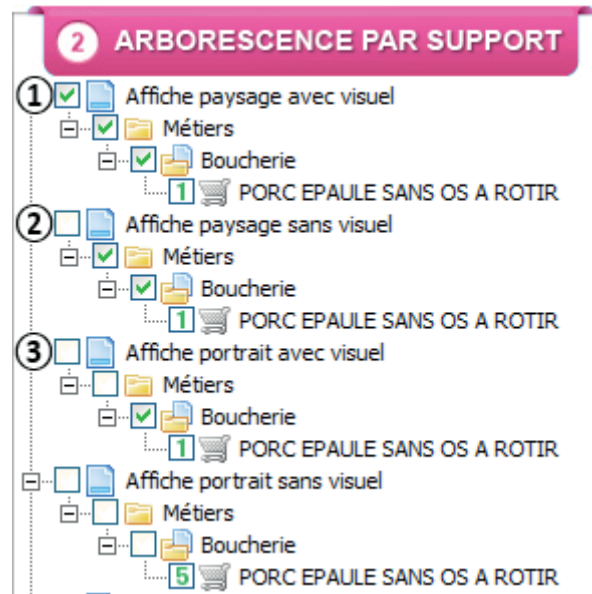 2 ARBORESCENCE PAR SUPPORT
1 Affiche paysage avec visuel
Métiers
Boucherie
1 PORC EPAULE SANS OS A ROTIR
2 Affiche paysage sans visuel
Métiers
Boucherie
1 PORC EPAULE SANS OS A ROTIR
3 Affiche portrait avec visuel
Métiers
Boucherie
1 PORC EPAULE SANS OS A ROTIR
Affiche portrait sans visuel
Métiers
Boucherie
5 PORC EPAULE SANS OS A ROTIR